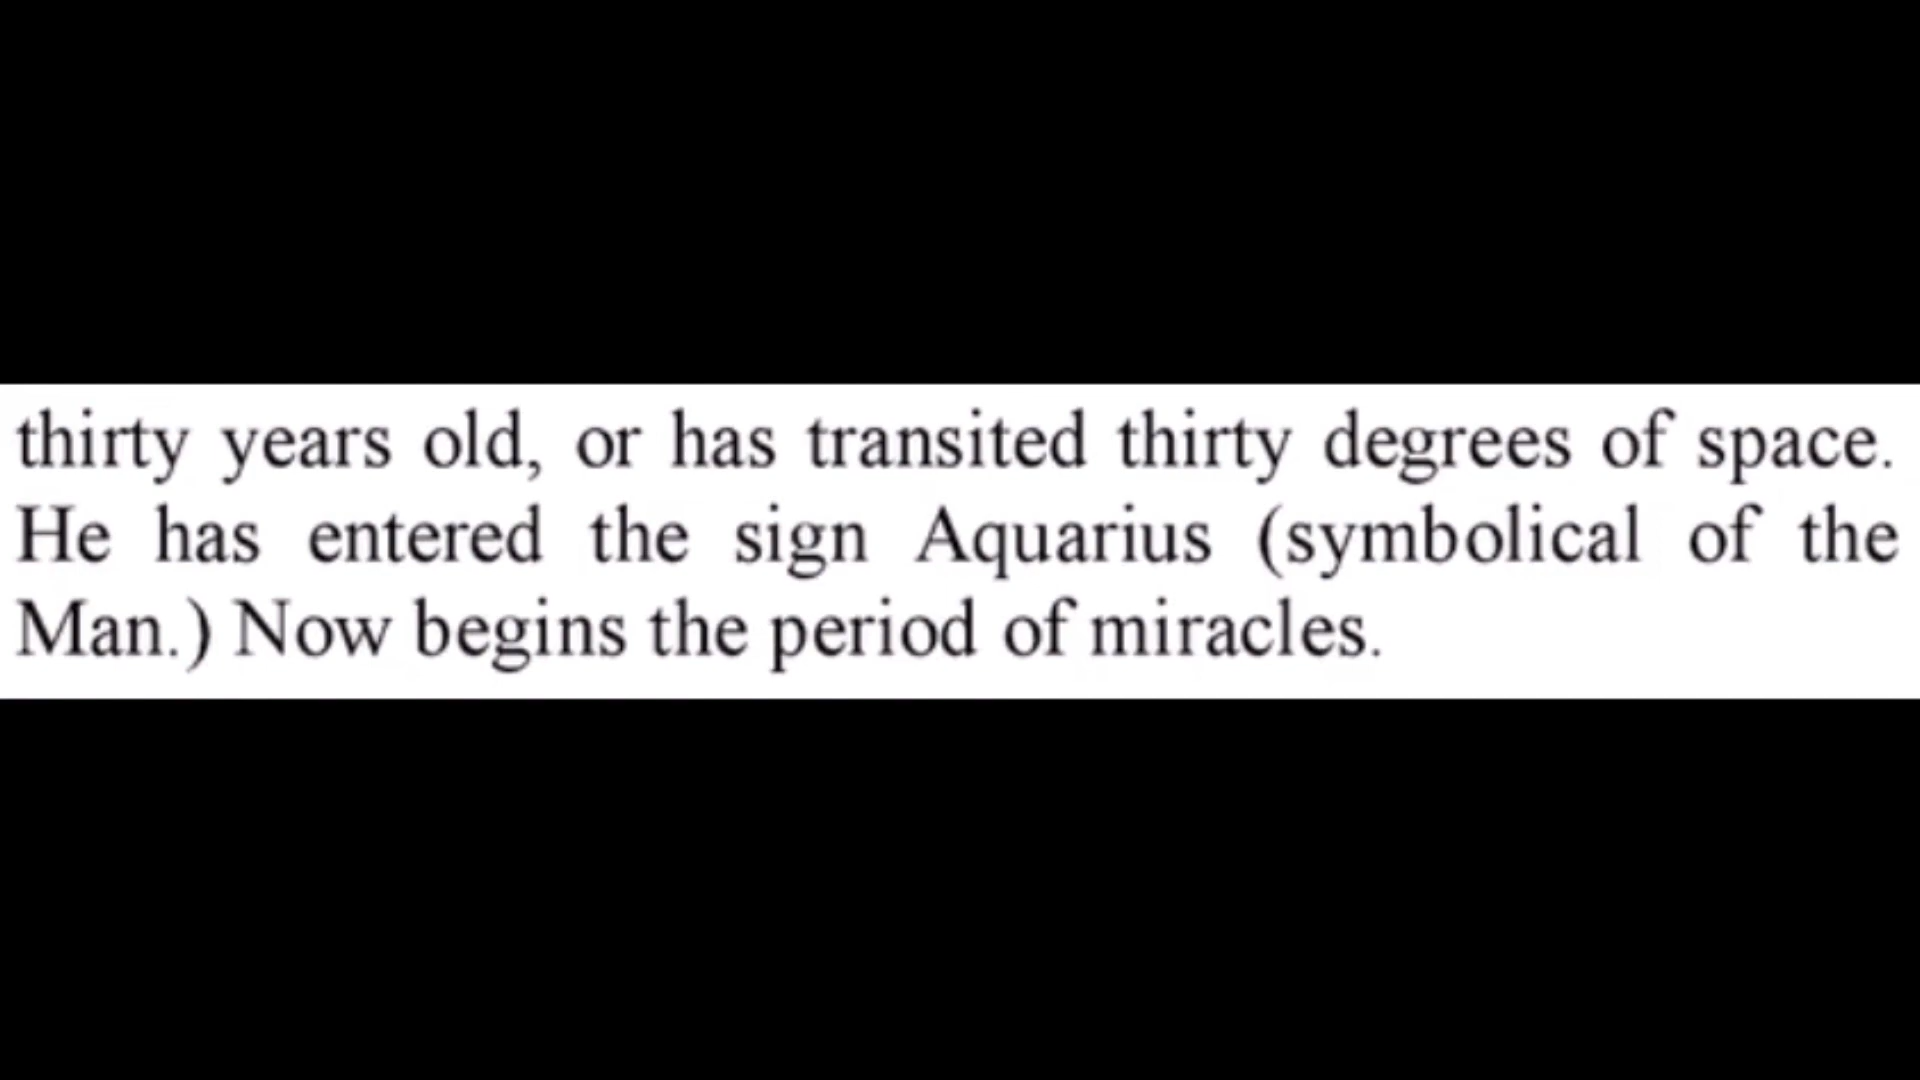 thirty years old, or has transited thirty degrees of space.
He has entered the sign Aquarius (symbolical of the
Man.) Now begins the period of miracles.